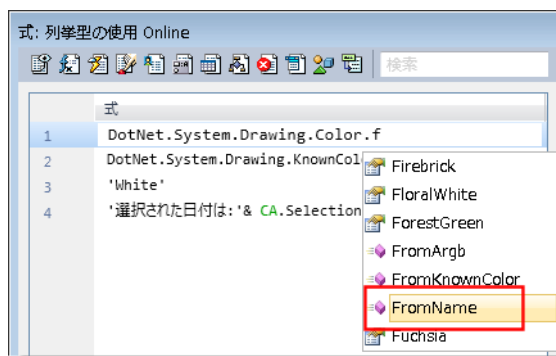 式: 列挙型の使用 Online
検索
式
1 DotNet.System.Drawing.Color.f
2 DotNet.System.Drawing.KnownCol
3 'White'
4 '選択された日付は:'& CA.Selection
Firebrick
FloralWhite
ForestGreen
FromArgb
FromKnownColor
FromName
Fuchsia